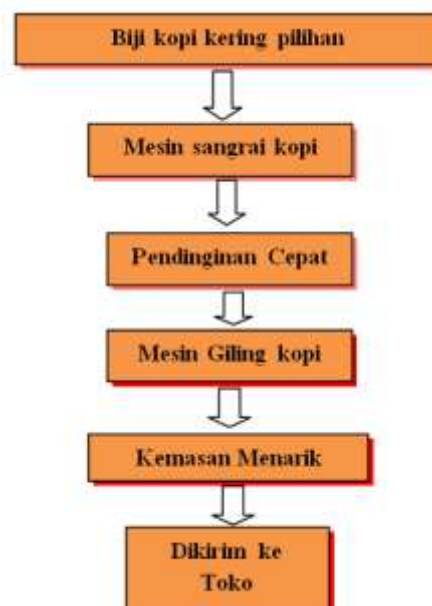 Biji kopi kering pilihan
Mesin sangrai kopi
Pendinginan Cepat
Mesin Giling kopi
Kemasan Menarik
Dikirim ke
Toko